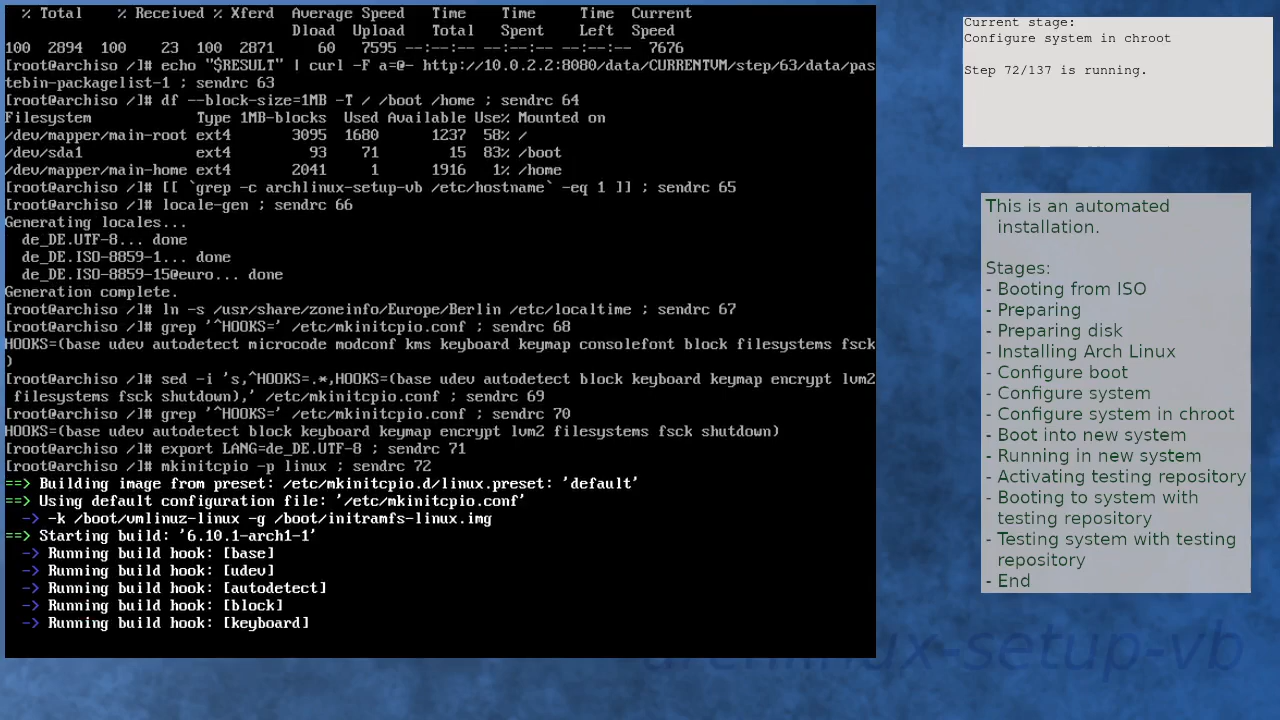 % Total    % Received % Xferd  Average Speed   Time    Time     Time  Current
                                 Dload  Upload   Total   Spent    Left  Speed
100  2894  100    23  100  2871     60   7595 --:--:-- --:--:-- --:--:--  7676
[root@archiso /]# echo "$RESULT" | curl -F a=@- http://10.0.2.2:8080/data/CURRENTVM/step/63/data/pas
tebin-packagelist-1 ; sendrc 63
[root@archiso /]# df --block-size=1MB -T / /boot /home ; sendrc 64
Filesystem            Type 1MB-blocks  Used Available Use% Mounted on
/dev/mapper/main-root ext4       3095  1680      1237  58% /
/dev/sda1             ext4         93    71        15  83% /boot
/dev/mapper/main-home ext4       2041     1      1916   1% /home
[root@archiso /]# [[ `grep -c archlinux-setup-vb /etc/hostname` -eq 1 ]] ; sendrc 65
[root@archiso /]# locale-gen ; sendrc 66
Generating locales...
  de_DE.UTF-8... done
  de_DE.ISO-8859-1... done
  de_DE.ISO-8859-15@euro... done
Generation complete.
[root@archiso /]# ln -s /usr/share/zoneinfo/Europe/Berlin /etc/localtime ; sendrc 67
[root@archiso /]# grep '^HOOKS=' /etc/mkinitcpio.conf ; sendrc 68
HOOKS=(base udev autodetect microcode modconf kms keyboard keymap consolefont block filesystems fsck
)
[root@archiso /]# sed -i 's,^HOOKS=.*,HOOKS=(base udev autodetect block keyboard keymap encrypt lvm2
 filesystems fsck shutdown),' /etc/mkinitcpio.conf ; sendrc 69
[root@archiso /]# grep '^HOOKS=' /etc/mkinitcpio.conf ; sendrc 70
HOOKS=(base udev autodetect block keyboard keymap encrypt lvm2 filesystems fsck shutdown)
[root@archiso /]# export LANG=de_DE.UTF-8 ; sendrc 71
[root@archiso /]# mkinitcpio -p linux ; sendrc 72
==> Building image from preset: /etc/mkinitcpio.d/linux.preset: 'default'
==> Using default configuration file: '/etc/mkinitcpio.conf'
  -> -k /boot/vmlinuz-linux -g /boot/initramfs-linux.img
==> Starting build: '6.10.1-arch1-1'
  -> Running build hook: [base]
  -> Running build hook: [udev]
  -> Running build hook: [autodetect]
  -> Running build hook: [block]
  -> Running build hook: [keyboard]
Current stage:
Configure system in chroot
Step 72/137 is running.
This is an automated
installation.
Stages:
- Booting from ISO
- Preparing
- Preparing disk
- Installing Arch Linux
- Configure boot
- Configure system
- Configure system in chroot
- Boot into new system
- Running in new system
- Activating testing repository
- Booting to system with
testing repository
- Testing system with testing
repository
- End
archlinux-setup-vb